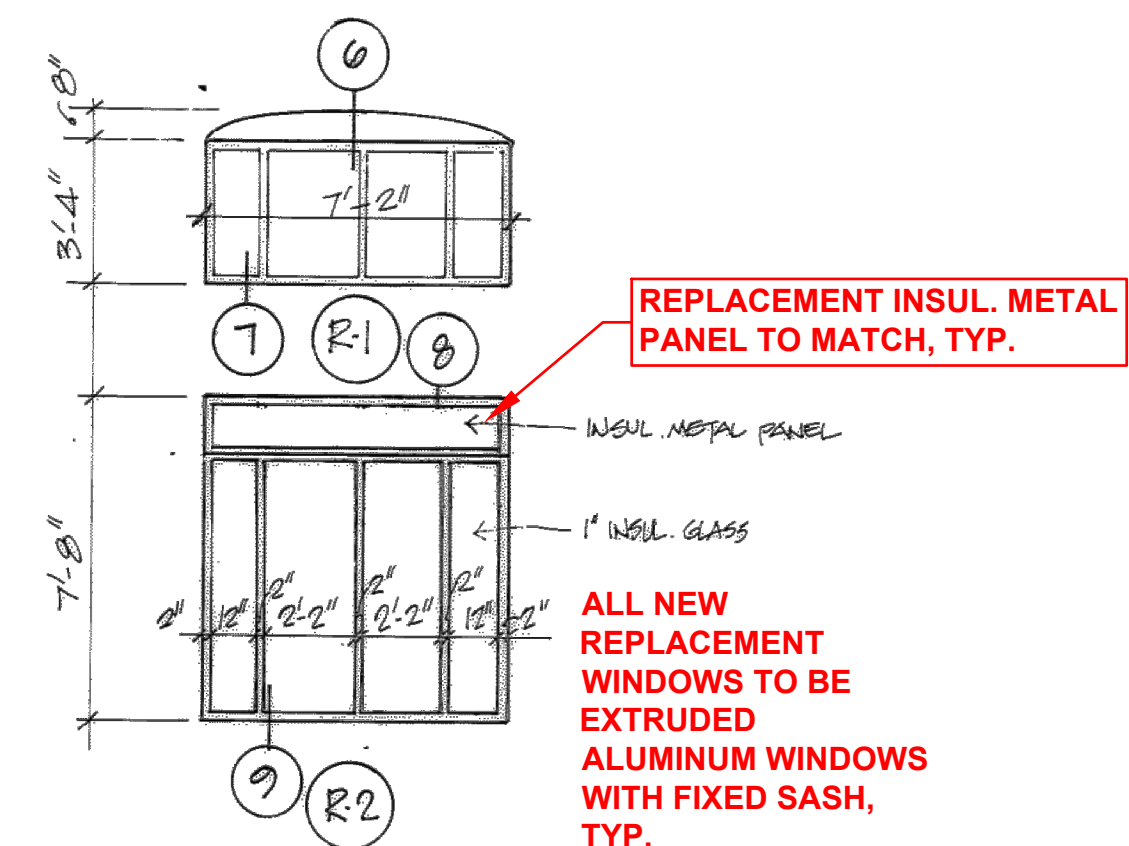 6
8"
3'-4"
7'-2"
7
R-1
8
REPLACEMENT INSUL. METAL
PANEL TO MATCH, TYP.
INSUL. METAL PANEL
1" INSUL. GLASS
7'-8"
2" 12" 2" 2'-2" 2" 2'-2" 2" 12" 2"
ALL NEW
REPLACEMENT
WINDOWS TO BE
EXTRUDED
ALUMINUM WINDOWS
WITH FIXED SASH,
TYP.
9
R-2